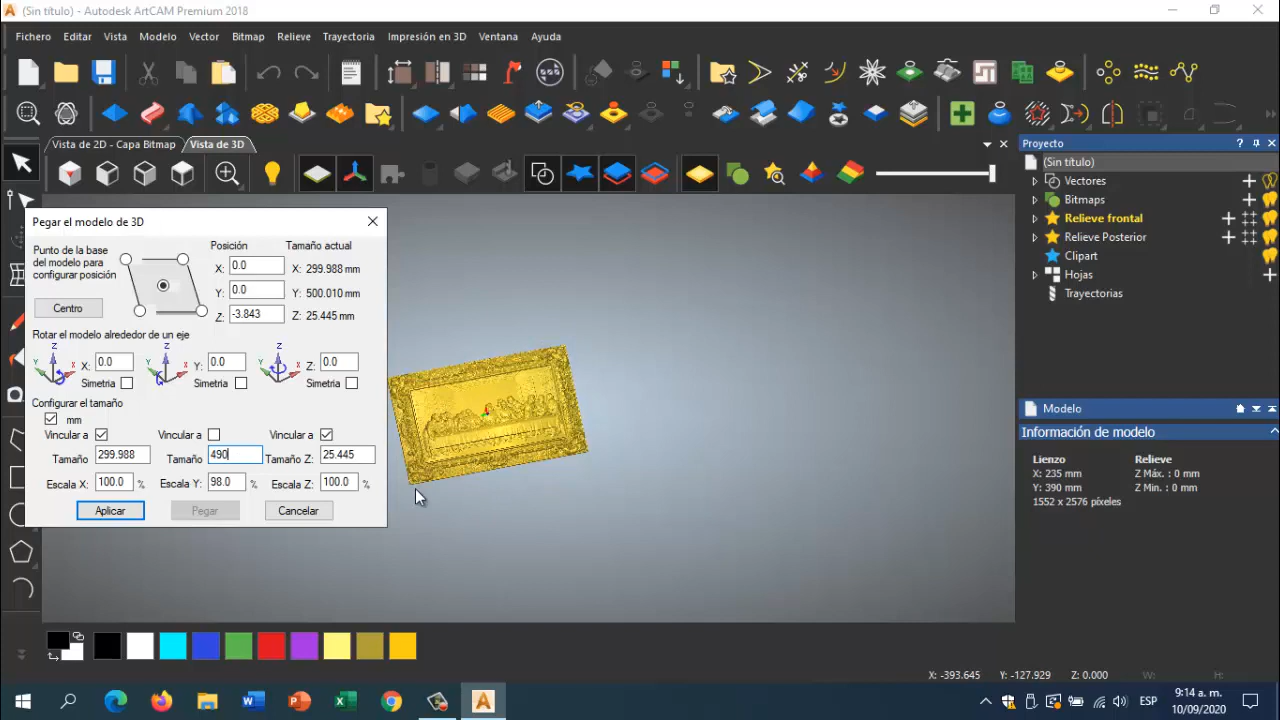 (Sin título) - Autodesk ArtCAM Premium 2018
Fichero Editar Vista Modelo Vector Bitmap Relieve Trayectoria Impresión en 3D Ventana Ayuda
Vista de 2D - Capa Bitmap Vista de 3D
Proyecto
(Sin título)
Vectores
Bitmaps
Relieve frontal
Relieve Posterior
Clipart
Hojas
Trayectorias
Pegar el modelo de 3D
Punto de la base
del modelo para
configurar posición
Centro
Posición
X: 0.0
Y: 0.0
Z: -3.843
Tamaño actual
X: 299.988 mm
Y: 500.010 mm
Z: 25.445 mm
Rotar el modelo alrededor de un eje
Z Y X X: 0.0 Z Y X Y: 0.0 Z Y X Z: 0.0
Simetria Simetria Simetria
Configurar el tamaño
mm
Vincular a Vincular a Vincular a
Tamaño 299.988 Tamaño 490 Tamaño Z: 25.445
Escala X: 100.0 % Escala Y: 98.0 % Escala Z: 100.0 %
Aplicar Pegar Cancelar
Modelo
Información de modelo
Lienzo Relieve
X: 235 mm Z Máx. : 0 mm
Y: 390 mm Z Min. : 0 mm
1552 x 2576 píxeles
X: -393.645 Y: -127.929 Z: 0.000 W: H:
ESP
9:14 a. m.
10/09/2020